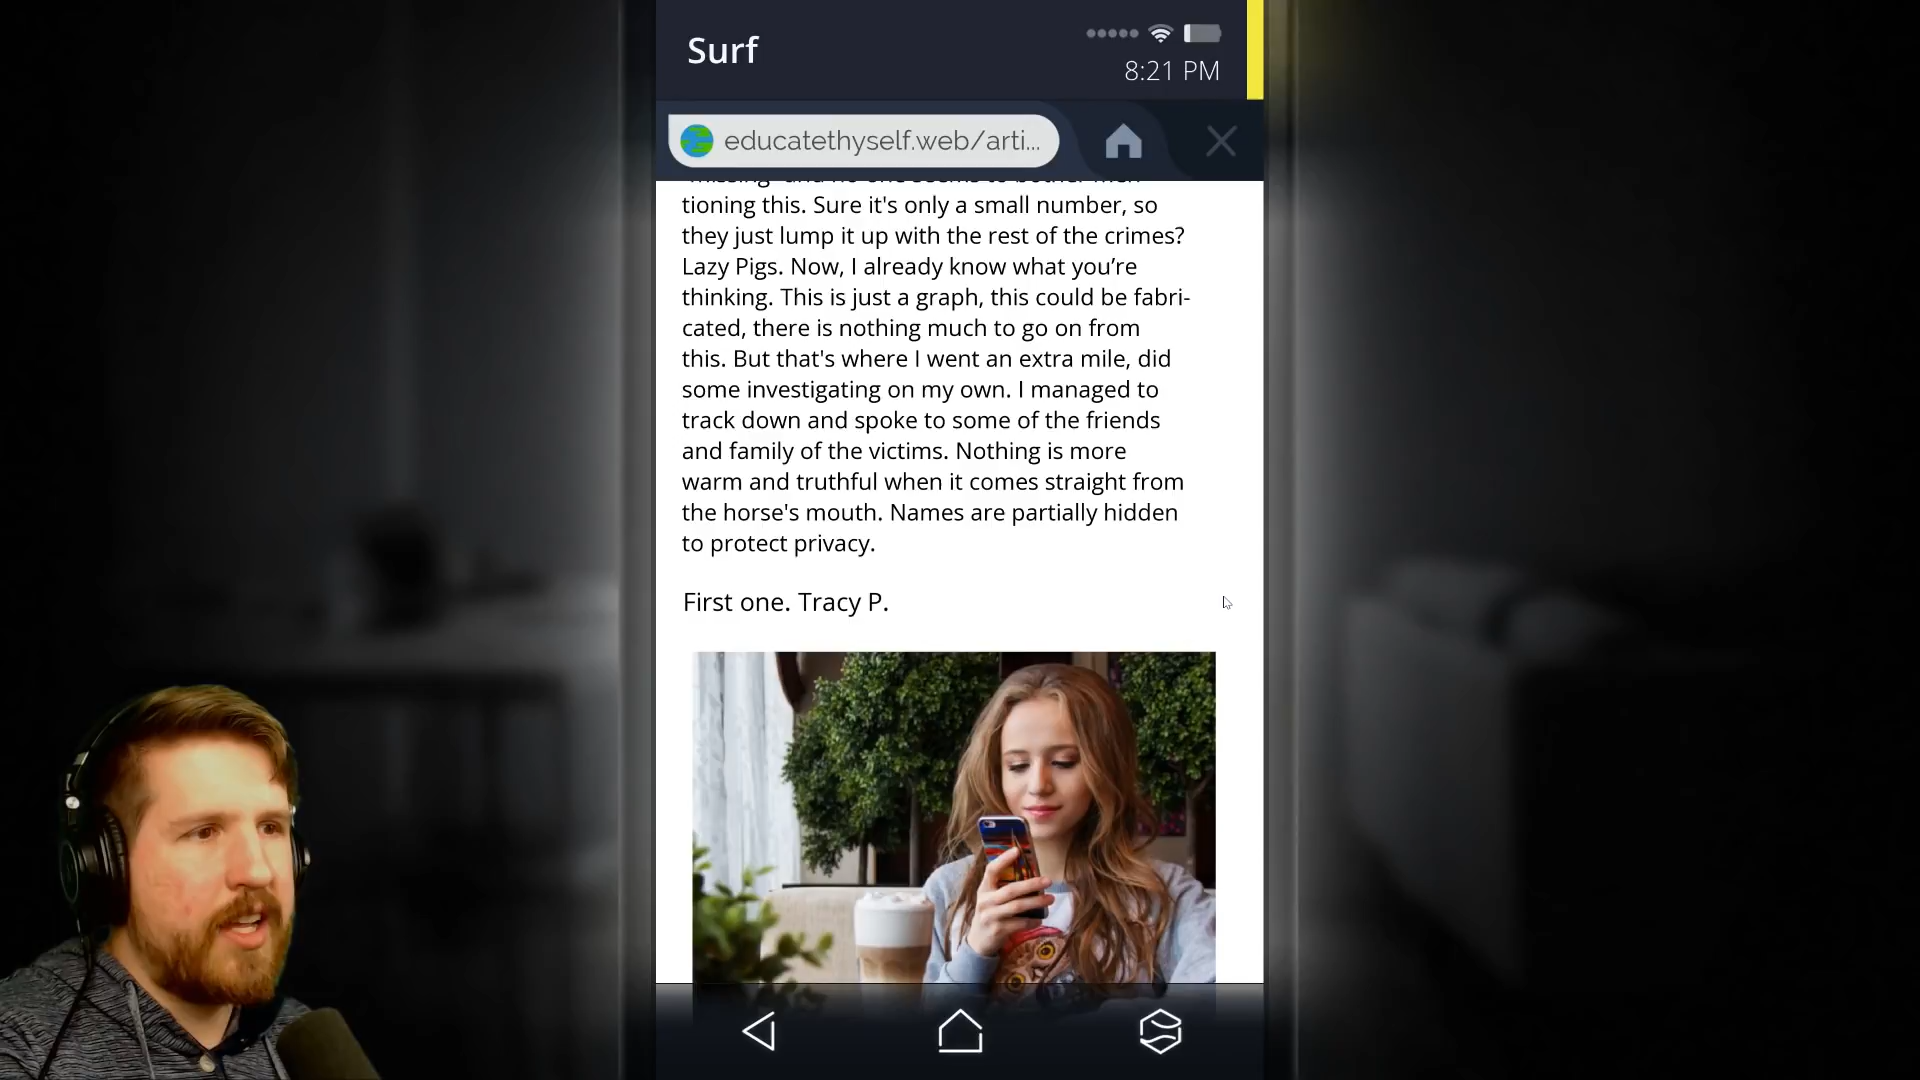 Surf
8:21 PM
educatethyself.web/arti...
tioning this. Sure it's only a small number, so
they just lump it up with the rest of the crimes?
Lazy Pigs. Now, I already know what you’re
thinking. This is just a graph, this could be fabri-
cated, there is nothing much to go on from
this. But that's where I went an extra mile, did
some investigating on my own. I managed to
track down and spoke to some of the friends
and family of the victims. Nothing is more
warm and truthful when it comes straight from
the horse's mouth. Names are partially hidden
to protect privacy.
First one. Tracy P.